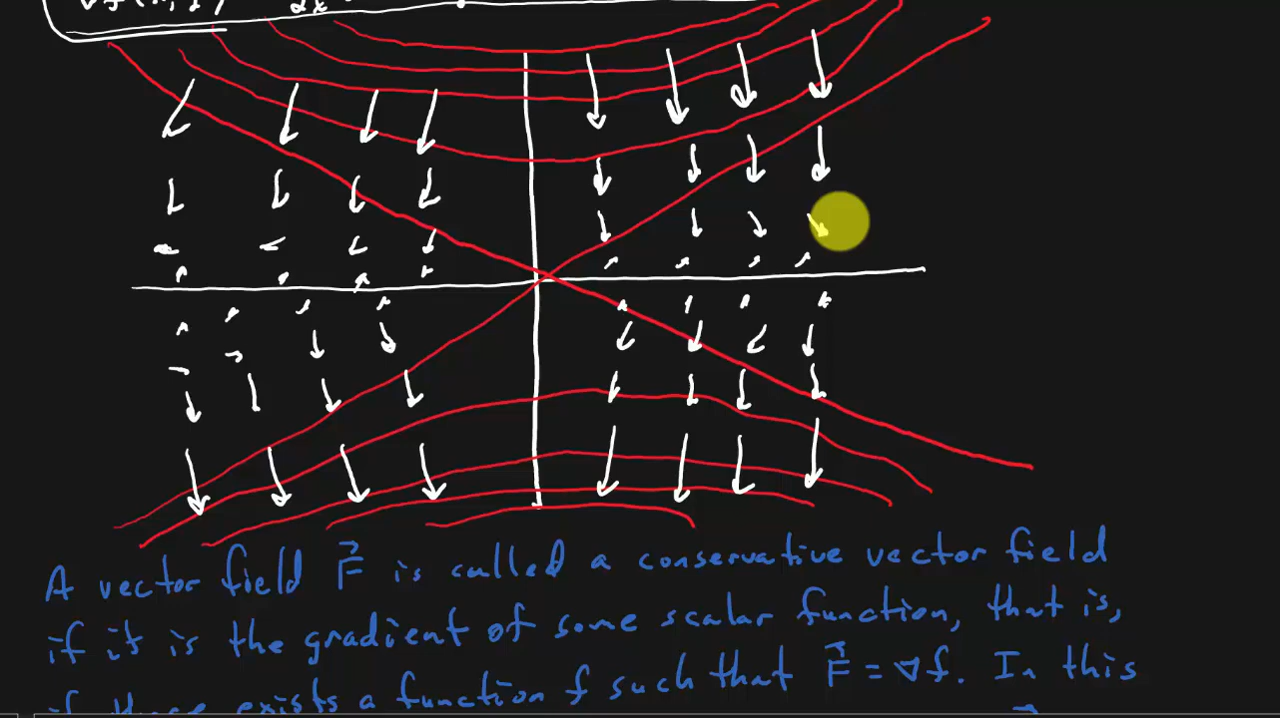 A vector field F⃗ is called a conservative vector field
if it is the gradient of some scalar function, that is,
if there exists a function f such that F⃗ = ∇f. In this